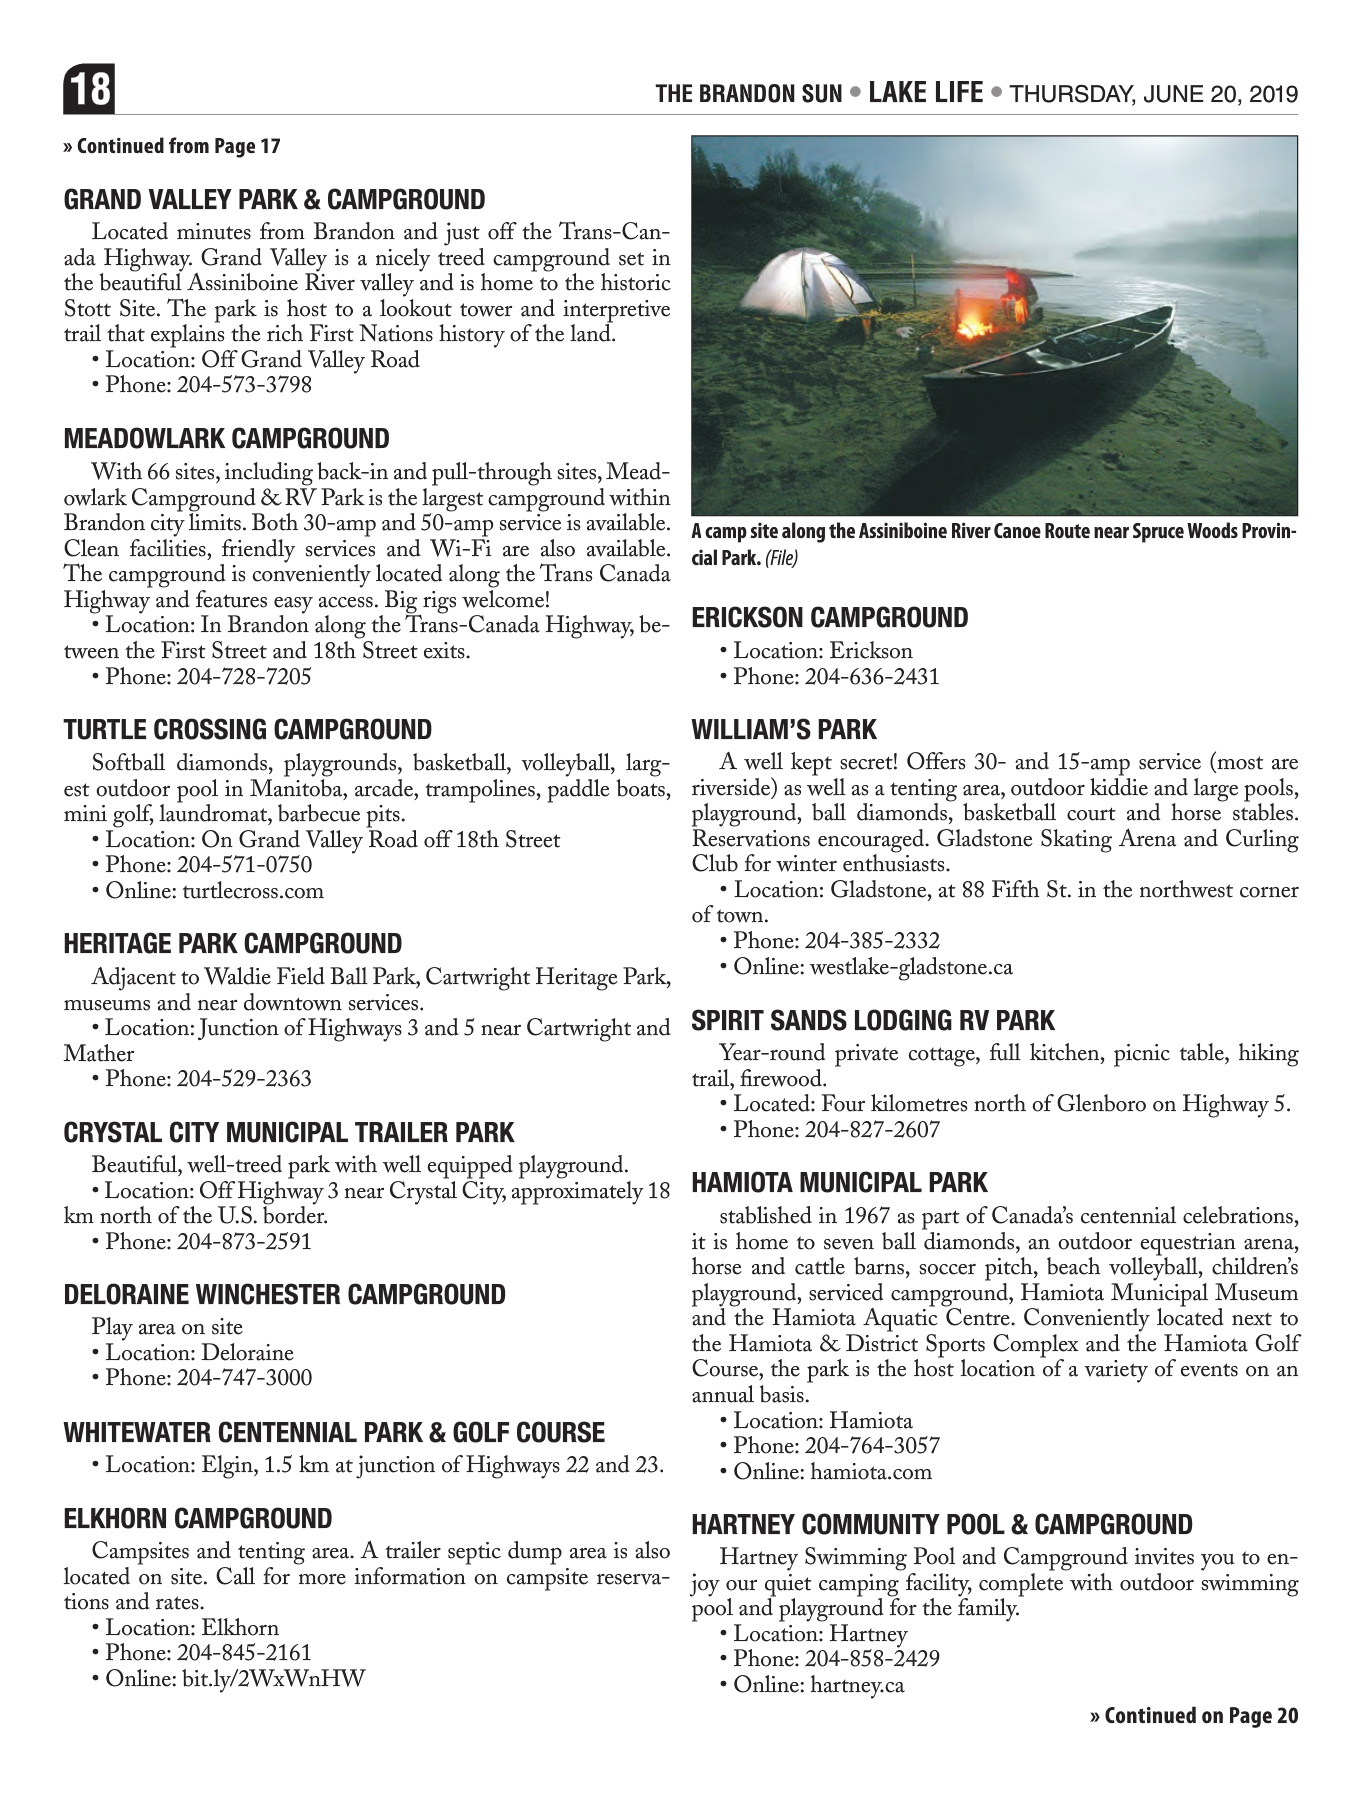 18
THE BRANDON SUN • LAKE LIFE • THURSDAY, JUNE 20, 2019
» Continued from Page 17
GRAND VALLEY PARK & CAMPGROUND
Located minutes from Brandon and just off the Trans-Can-
ada Highway. Grand Valley is a nicely treed campground set in
the beautiful Assiniboine River valley and is home to the historic
Stott Site. The park is host to a lookout tower and interpretive
trail that explains the rich First Nations history of the land.
• Location: Off Grand Valley Road
• Phone: 204-573-3798
MEADOWLARK CAMPGROUND
With 66 sites, including back-in and pull-through sites, Mead-
owlark Campground & RV Park is the largest campground within
Brandon city limits. Both 30-amp and 50-amp service is available.
Clean facilities, friendly services and Wi-Fi are also available.
The campground is conveniently located along the Trans Canada
Highway and features easy access. Big rigs welcome!
• Location: In Brandon along the Trans-Canada Highway, be-
tween the First Street and 18th Street exits.
• Phone: 204-728-7205
TURTLE CROSSING CAMPGROUND
Softball diamonds, playgrounds, basketball, volleyball, larg-
est outdoor pool in Manitoba, arcade, trampolines, paddle boats,
mini golf, laundromat, barbecue pits.
• Location: On Grand Valley Road off 18th Street
• Phone: 204-571-0750
• Online: turtlecross.com
HERITAGE PARK CAMPGROUND
Adjacent to Waldie Field Ball Park, Cartwright Heritage Park,
museums and near downtown services.
• Location: Junction of Highways 3 and 5 near Cartwright and
Mather
• Phone: 204-529-2363
CRYSTAL CITY MUNICIPAL TRAILER PARK
Beautiful, well-treed park with well equipped playground.
• Location: Off Highway 3 near Crystal City, approximately 18
km north of the U.S. border.
• Phone: 204-873-2591
DELORAINE WINCHESTER CAMPGROUND
Play area on site
• Location: Deloraine
• Phone: 204-747-3000
WHITEWATER CENTENNIAL PARK & GOLF COURSE
• Location: Elgin, 1.5 km at junction of Highways 22 and 23.
ELKHORN CAMPGROUND
Campsites and tenting area. A trailer septic dump area is also
located on site. Call for more information on campsite reserva-
tions and rates.
• Location: Elkhorn
• Phone: 204-845-2161
• Online: bit.ly/2WxWnHW
A camp site along the Assiniboine River Canoe Route near Spruce Woods Provin-
cial Park. (File)
ERICKSON CAMPGROUND
• Location: Erickson
• Phone: 204-636-2431
WILLIAM’S PARK
A well kept secret! Offers 30- and 15-amp service (most are
riverside) as well as a tenting area, outdoor kiddie and large pools,
playground, ball diamonds, basketball court and horse stables.
Reservations encouraged. Gladstone Skating Arena and Curling
Club for winter enthusiasts.
• Location: Gladstone, at 88 Fifth St. in the northwest corner
of town.
• Phone: 204-385-2332
• Online: westlake-gladstone.ca
SPIRIT SANDS LODGING RV PARK
Year-round private cottage, full kitchen, picnic table, hiking
trail, firewood.
• Located: Four kilometres north of Glenboro on Highway 5.
• Phone: 204-827-2607
HAMIOTA MUNICIPAL PARK
stablished in 1967 as part of Canada’s centennial celebrations,
it is home to seven ball diamonds, an outdoor equestrian arena,
horse and cattle barns, soccer pitch, beach volleyball, children’s
playground, serviced campground, Hamiota Municipal Museum
and the Hamiota Aquatic Centre. Conveniently located next to
the Hamiota & District Sports Complex and the Hamiota Golf
Course, the park is the host location of a variety of events on an
annual basis.
• Location: Hamiota
• Phone: 204-764-3057
• Online: hamiota.com
HARTNEY COMMUNITY POOL & CAMPGROUND
Hartney Swimming Pool and Campground invites you to en-
joy our quiet camping facility, complete with outdoor swimming
pool and playground for the family.
• Location: Hartney
• Phone: 204-858-2429
• Online: hartney.ca
» Continued on Page 20